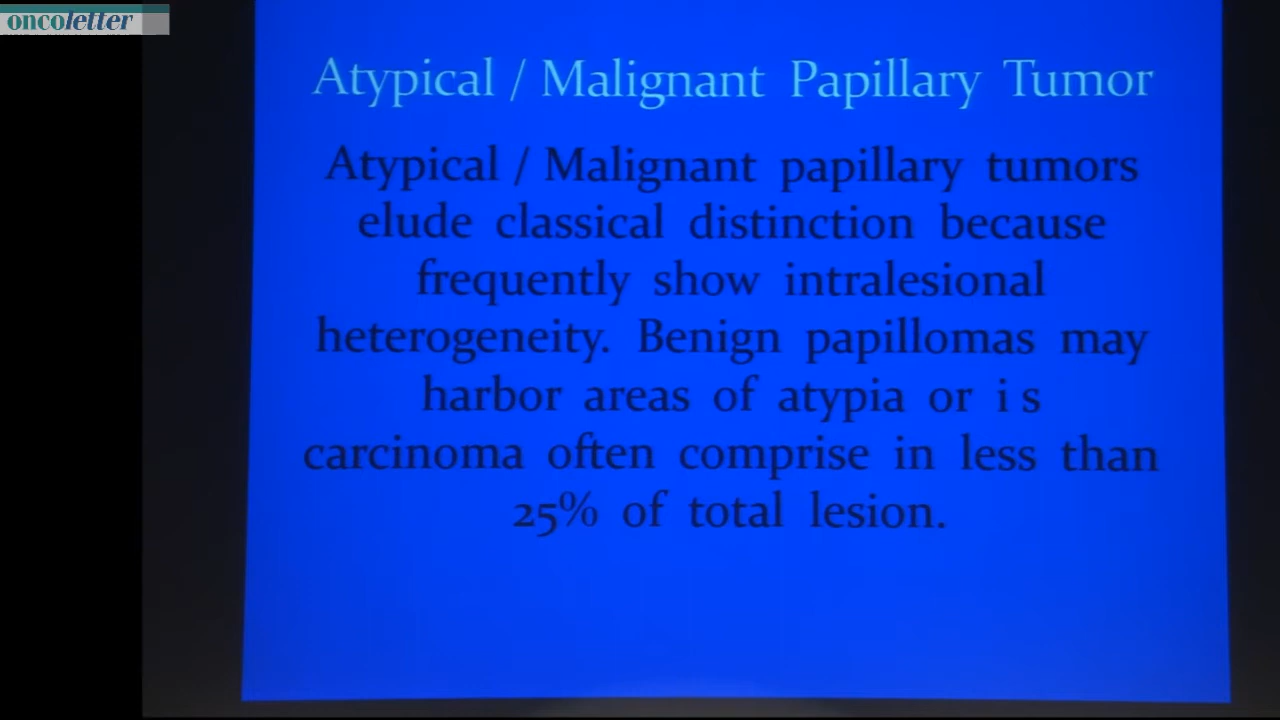 oncoletter
Atypical / Malignant Papillary Tumor
Atypical / Malignant papillary tumors
elude classical distinction because
frequently show intralesional
heterogeneity. Benign papillomas may
harbor areas of atypia or i s
carcinoma often comprise in less than
25% of total lesion.